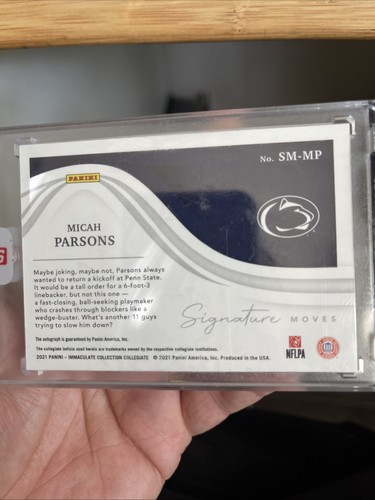 No. SM-MP
PANINI
MICAH
PARSONS
Maybe joking, maybe not, Parsons always
wanted to return a kickoff at Penn State.
It would be a tall order for a 6-foot-3
linebacker, but not this one —
a fast-closing, ball-seeking playmaker
who crashes through blockers like a
wedge-buster. What's another 11 guys
trying to slow him down?
Signature MOVES
The autograph is guaranteed by Panini America, Inc.
The collegiate indicia used herein are trademarks owned by the respective collegiate institutions.
2021 PANINI – IMMACULATE COLLECTION COLLEGIATE © 2021 Panini America, Inc. Produced in the USA.
NFLPA